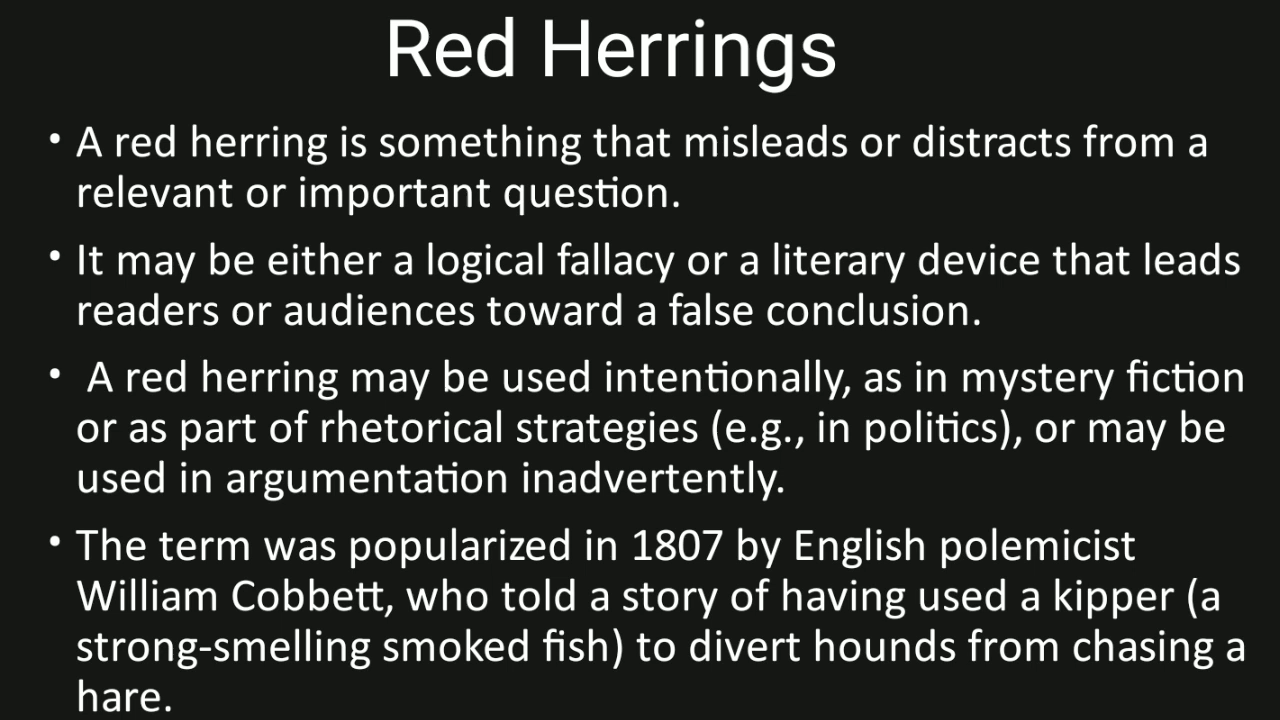 Red Herrings
• A red herring is something that misleads or distracts from a
relevant or important question.
• It may be either a logical fallacy or a literary device that leads
readers or audiences toward a false conclusion.
• A red herring may be used intentionally, as in mystery fiction
or as part of rhetorical strategies (e.g., in politics), or may be
used in argumentation inadvertently.
• The term was popularized in 1807 by English polemicist
William Cobbett, who told a story of having used a kipper (a
strong-smelling smoked fish) to divert hounds from chasing a
hare.